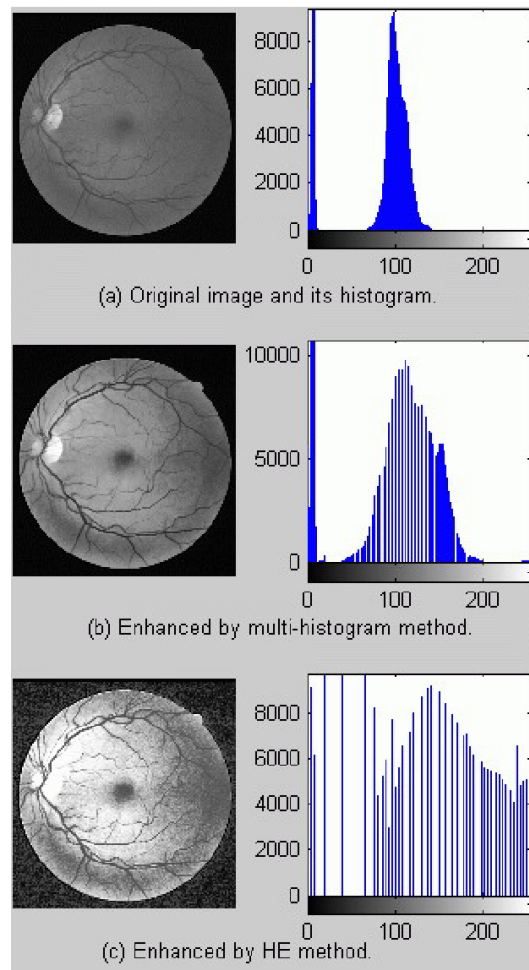 8000
6000
4000
2000
0
0 100 200
(a) Original image and its histogram.
10000
5000
0
0 100 200
(b) Enhanced by multi-histogram method.
8000
6000
4000
2000
0
0 100 200
(c) Enhanced by HE method.